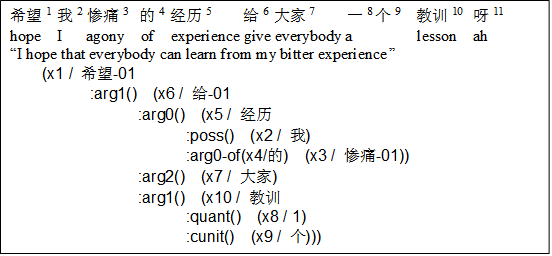 希望 1 我 2 惨痛 3 的 4 经历 5 给 6 大家 7 一 8 个 9 教训 10 呀 11
hope I agony of experience give everybody a lesson ah
“I hope that everybody can learn from my bitter experience”
(x1 / 希望-01
:arg1() (x6 / 给-01
:arg0() (x5 / 经历
:poss() (x2 / 我)
:arg0-of(x4/的) (x3 / 惨痛-01))
:arg2() (x7 / 大家)
:arg1() (x10 / 教训
:quant() (x8 / 1)
:cunit() (x9 / 个)))